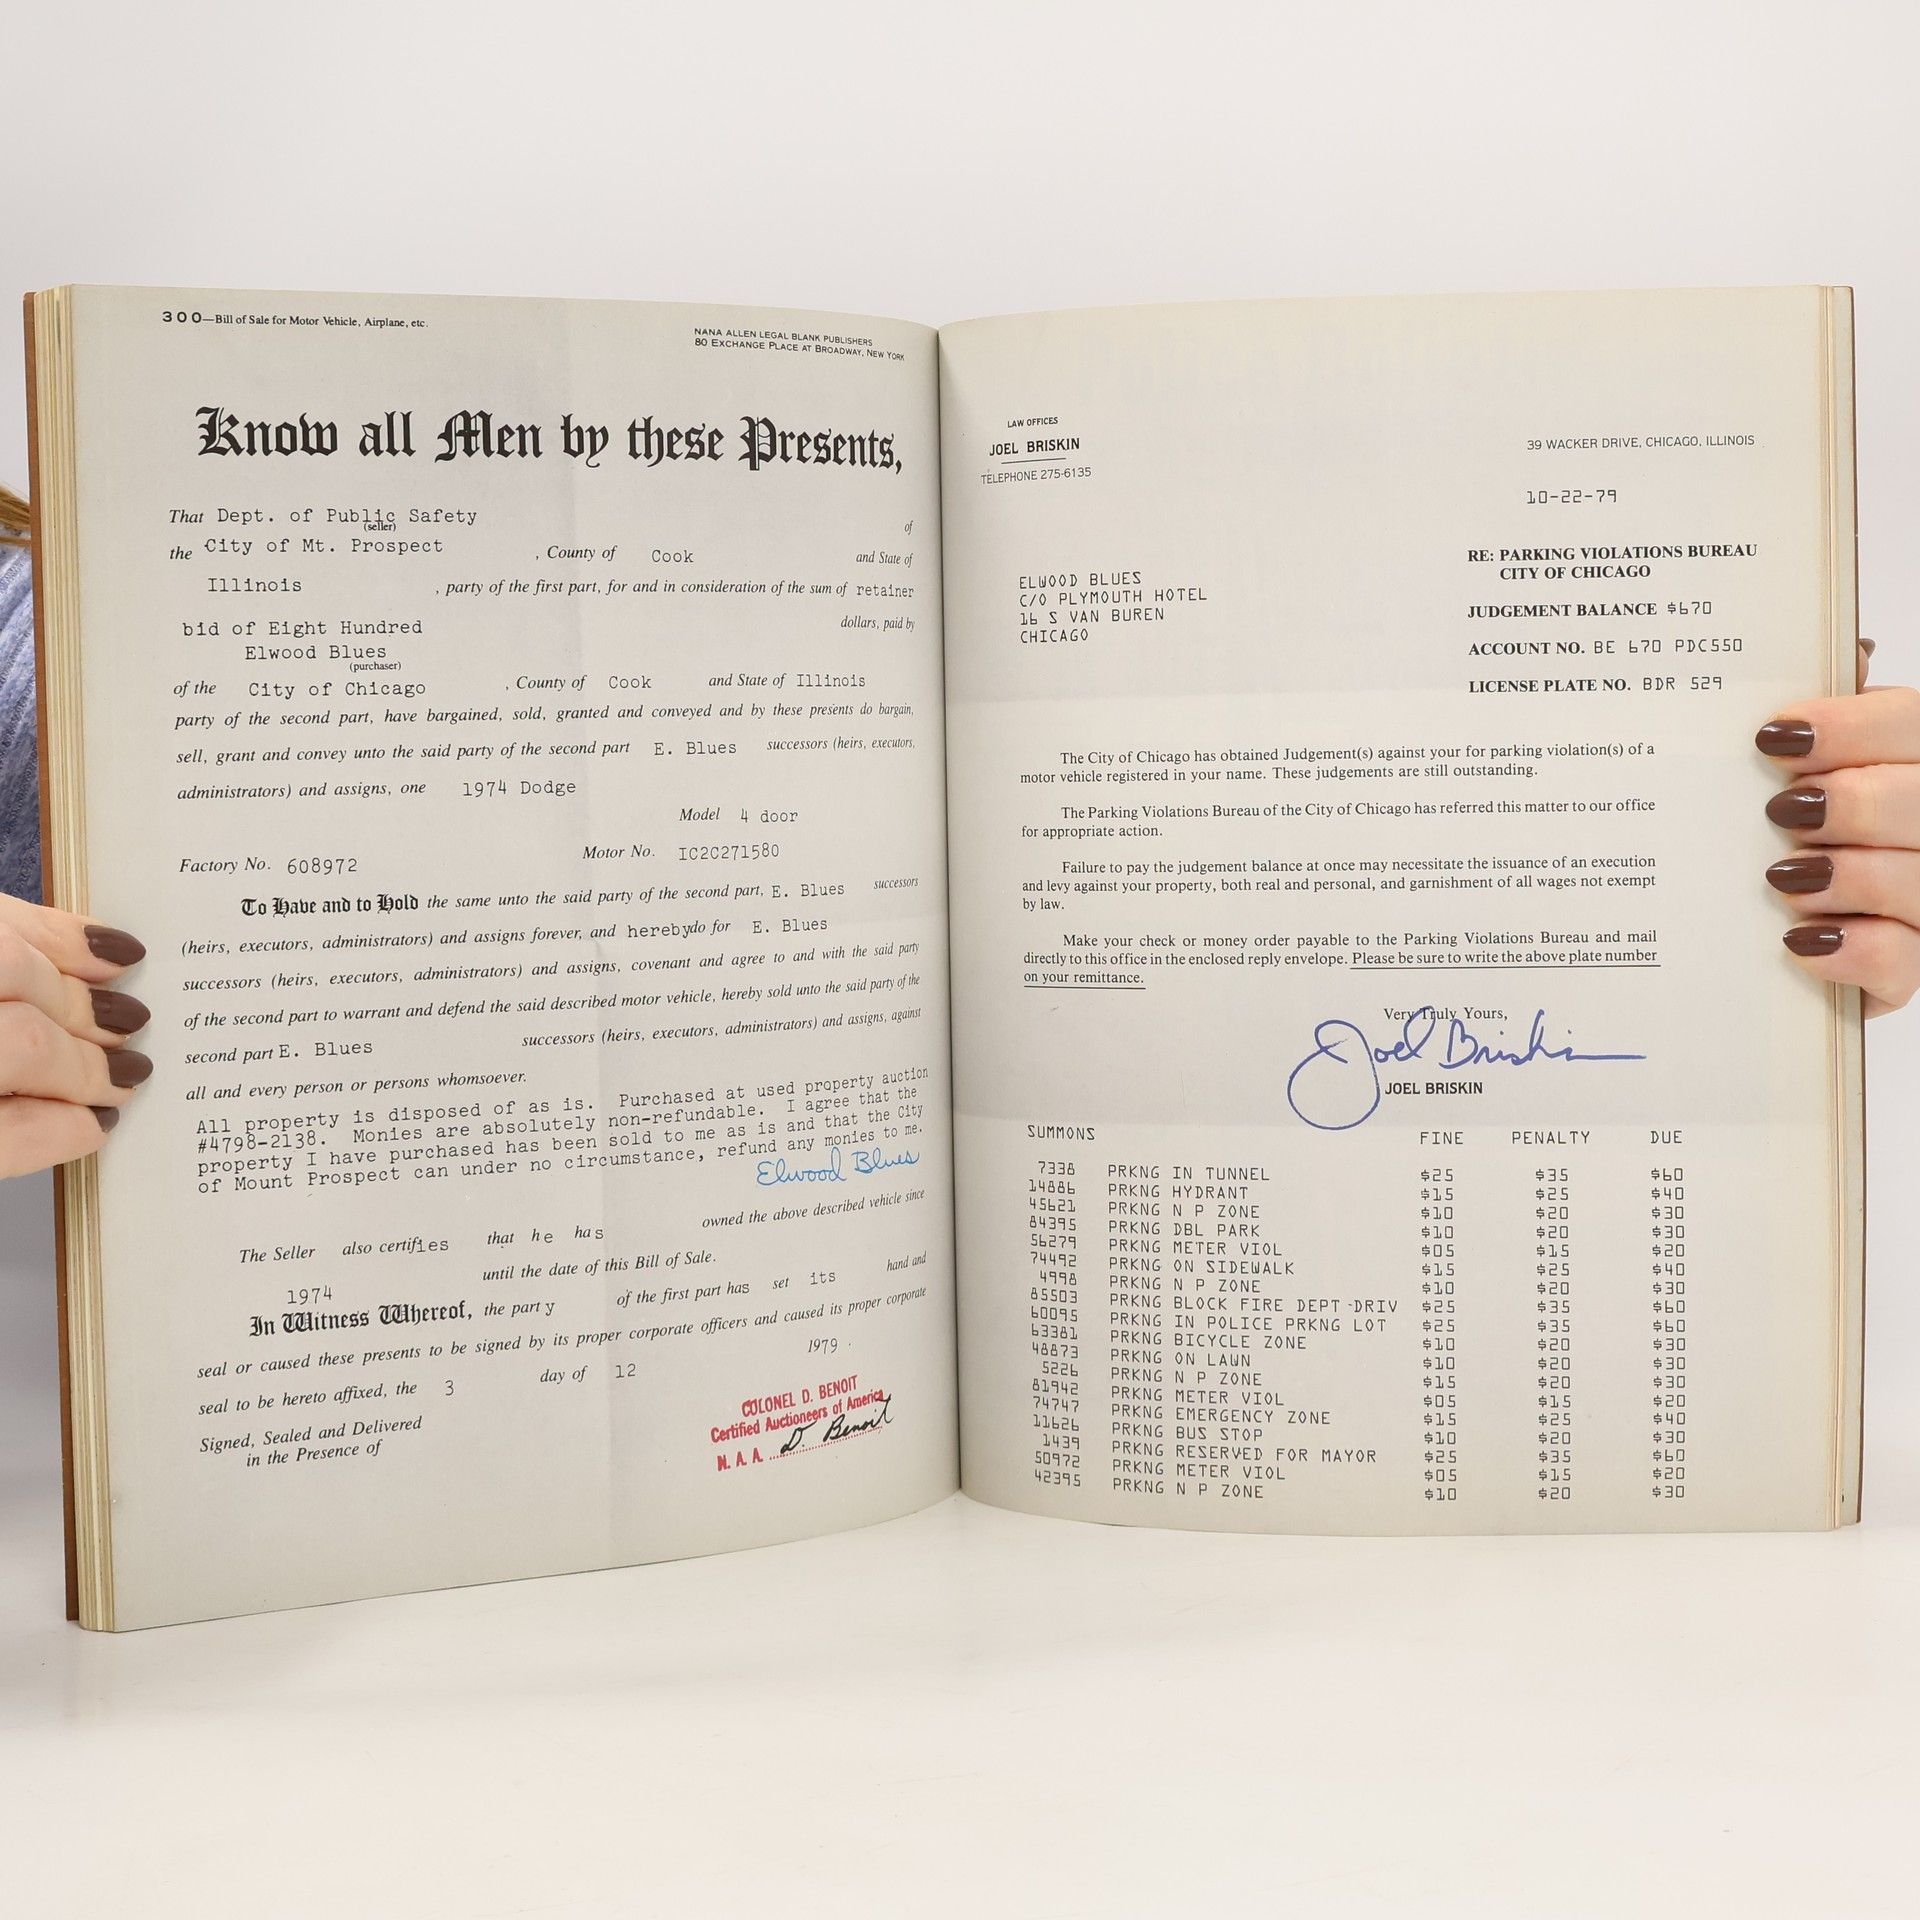 300—Bill of Sale for Motor Vehicle, Airplane, etc.
NANA ALLEN LEGAL BLANK PUBLISHERS
80 EXCHANGE PLACE AT BROADWAY, NEW YORK
Know all Men by these Presents,
That Dept. of Public Safety of
(seller)
the City of Mt. Prospect , County of Cook and State of
Illinois , party of the first part, for and in consideration of the sum of retainer
bid of Eight Hundred dollars, paid by
Elwood Blues
(purchaser)
of the City of Chicago , County of Cook and State of Illinois
party of the second part, have bargained, sold, granted and conveyed and by these presents do bargain,
sell, grant and convey unto the said party of the second part E. Blues successors (heirs, executors,
administrators) and assigns, one 1974 Dodge
Model 4 door
Factory No. 608972 Motor No. IC2C271580
To Have and to Hold the same unto the said party of the second part, E. Blues successors
(heirs, executors, administrators) and assigns forever, and herebydo for E. Blues
successors (heirs, executors, administrators) and assigns, covenant and agree to and with the said party
of the second part to warrant and defend the said described motor vehicle, hereby sold unto the said party of the
second part E. Blues successors (heirs, executors, administrators) and assigns, against
all and every person or persons whomsoever.
All property is disposed of as is. Purchased at used property auction
#4798-2138. Monies are absolutely non-refundable. I agree that the
property I have purchased has been sold to me as is and that the City
of Mount Prospect can under no circumstance, refund any monies to me.
Elwood Blues
The Seller also certifies that he has owned the above described vehicle since
1974 until the date of this Bill of Sale.
In Witness Whereof, the party of the first part has set its hand and
seal or caused these presents to be signed by its proper corporate officers and caused its proper corporate
seal to be hereto affixed, the 3 day of 12 1979 .
Signed, Sealed and Delivered
in the Presence of
COLONEL D. BENOIT
Certified Auctioneers of America
N. A. A. D. Benoit
LAW OFFICES
JOEL BRISKIN
TELEPHONE 275-6135
39 WACKER DRIVE, CHICAGO, ILLINOIS
10-22-79
RE: PARKING VIOLATIONS BUREAU
CITY OF CHICAGO
JUDGEMENT BALANCE $670
ACCOUNT NO. BE 670 PDC550
LICENSE PLATE NO. BDR 529
ELWOOD BLUES
C/O PLYMOUTH HOTEL
16 S VAN BUREN
CHICAGO
The City of Chicago has obtained Judgement(s) against your for parking violation(s) of a
motor vehicle registered in your name. These judgements are still outstanding.
The Parking Violations Bureau of the City of Chicago has referred this matter to our office
for appropriate action.
Failure to pay the judgement balance at once may necessitate the issuance of an execution
and levy against your property, both real and personal, and garnishment of all wages not exempt
by law.
Make your check or money order payable to the Parking Violations Bureau and mail
directly to this office in the enclosed reply envelope. Please be sure to write the above plate number
on your remittance.
Very Truly Yours,
Joel Briskin
JOEL BRISKIN
SUMMONS FINE PENALTY DUE
7338 PRKNG IN TUNNEL $25 $35 $60
14886 PRKNG HYDRANT $15 $25 $40
45621 PRKNG N P ZONE $10 $20 $30
84395 PRKNG DBL PARK $10 $20 $30
56279 PRKNG METER VIOL $05 $15 $20
74492 PRKNG ON SIDEWALK $15 $25 $40
4998 PRKNG N P ZONE $10 $20 $30
85503 PRKNG BLOCK FIRE DEPT-DRIV $25 $35 $60
60095 PRKNG IN POLICE PRKNG LOT $25 $35 $60
63381 PRKNG BICYCLE ZONE $10 $20 $30
48873 PRKNG ON LAWN $10 $20 $30
5226 PRKNG N P ZONE $15 $20 $30
81942 PRKNG METER VIOL $05 $15 $20
74747 PRKNG EMERGENCY ZONE $15 $25 $40
11626 PRKNG BUS STOP $10 $20 $30
1439 PRKNG RESERVED FOR MAYOR $25 $35 $60
50972 PRKNG METER VIOL $05 $15 $20
42395 PRKNG N P ZONE $10 $20 $30